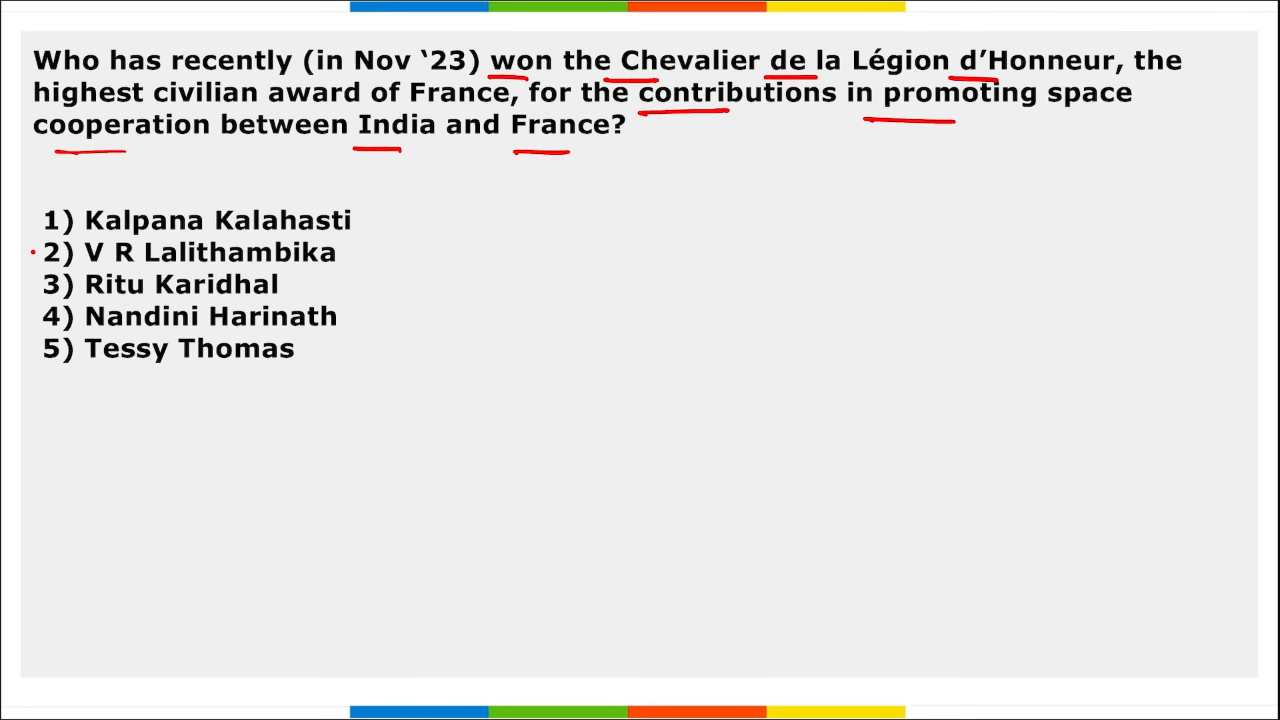 Who has recently (in Nov ‘23) won the Chevalier de la Légion d’Honneur, the
highest civilian award of France, for the contributions in promoting space
cooperation between India and France?
1) Kalpana Kalahasti
2) V R Lalithambika
3) Ritu Karidhal
4) Nandini Harinath
5) Tessy Thomas